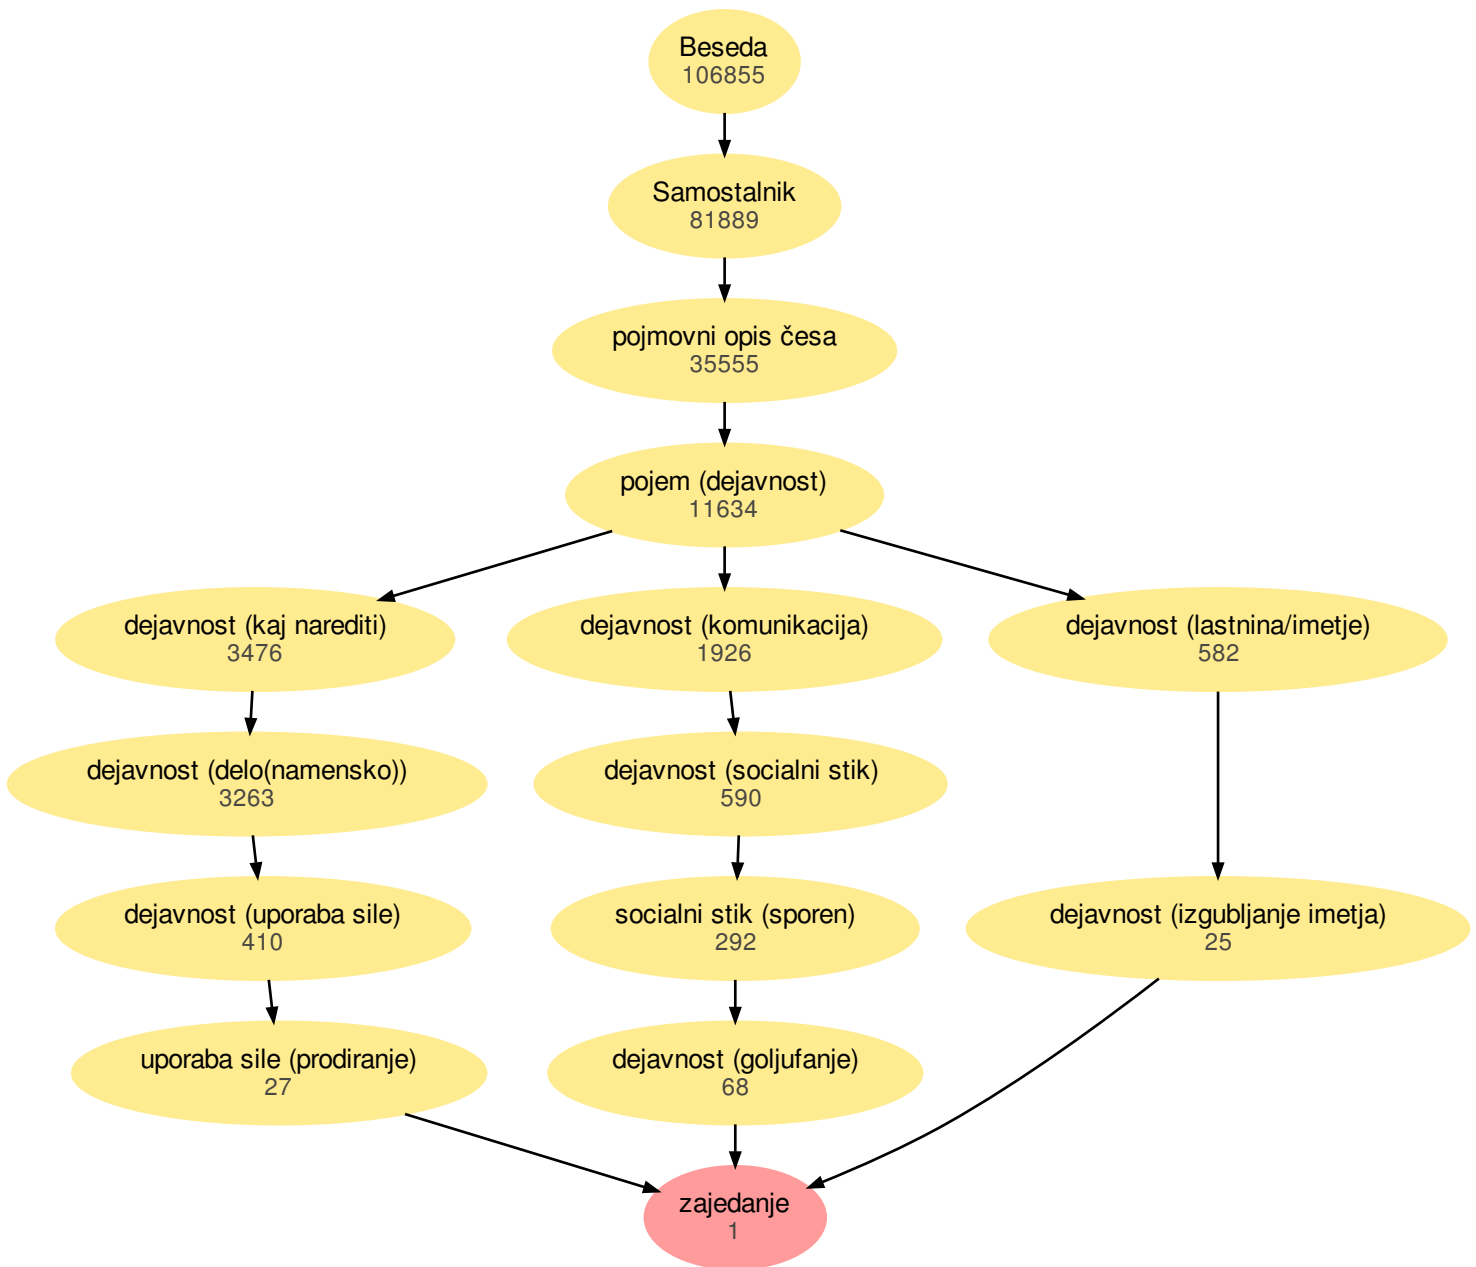 Beseda
106855
Samostalnik
81889
pojmovni opis česa
35555
pojem (dejavnost)
11634
dejavnost (kaj narediti)
3476
dejavnost (komunikacija)
1926
dejavnost (lastnina/imetje)
582
dejavnost (delo(namensko))
3263
dejavnost (socialni stik)
590
dejavnost (uporaba sile)
410
socialni stik (sporen)
292
dejavnost (izgubljanje imetja)
25
uporaba sile (prodiranje)
27
dejavnost (goljufanje)
68
zajedanje
1